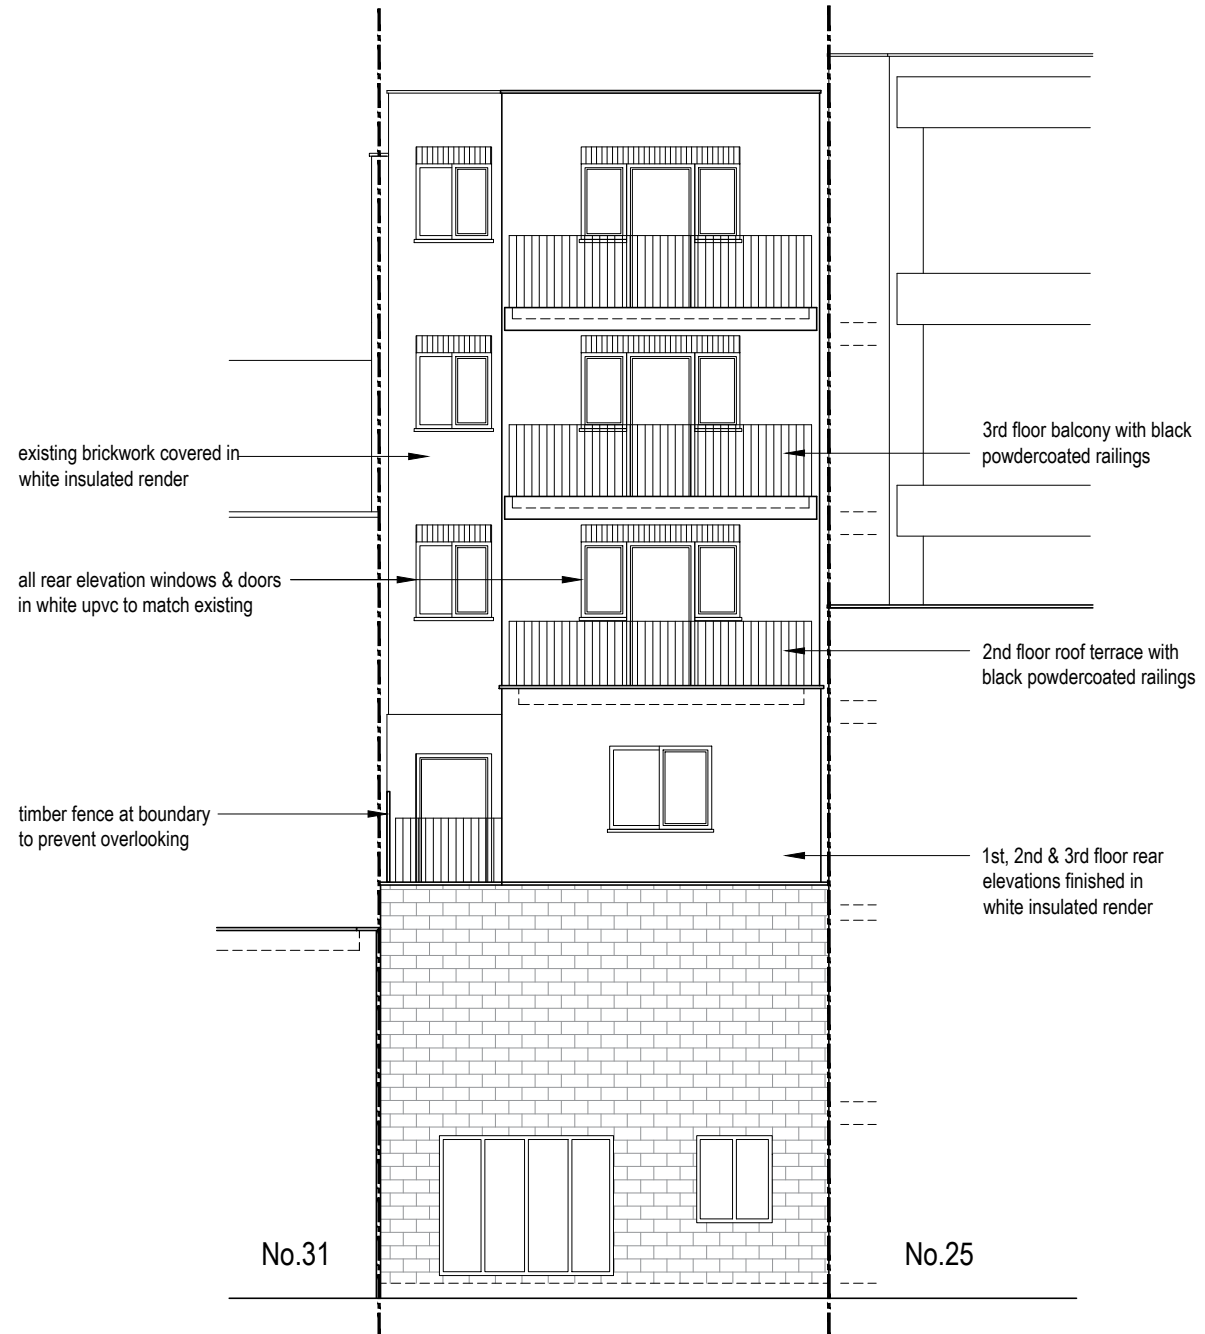 existing brickwork covered in
white insulated render
3rd floor balcony with black
powdercoated railings
all rear elevation windows & doors
in white upvc to match existing
2nd floor roof terrace with
black powdercoated railings
timber fence at boundary
to prevent overlooking
1st, 2nd & 3rd floor rear
elevations finished in
white insulated render
No.31
No.25